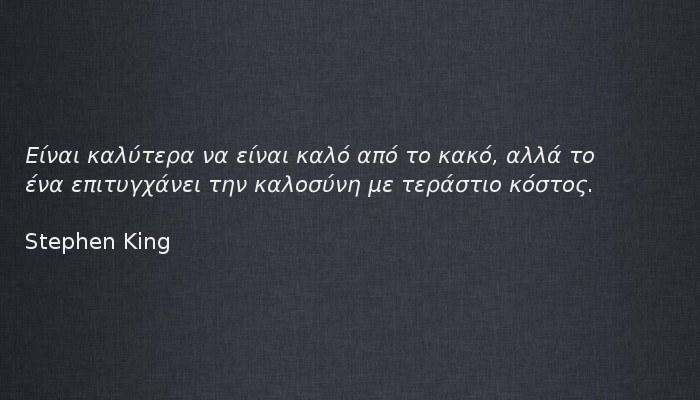 Είναι καλύτερα να είναι καλό από το κακό, αλλά το
ένα επιτυγχάνει την καλοσύνη με τεράστιο κόστος.
Stephen King